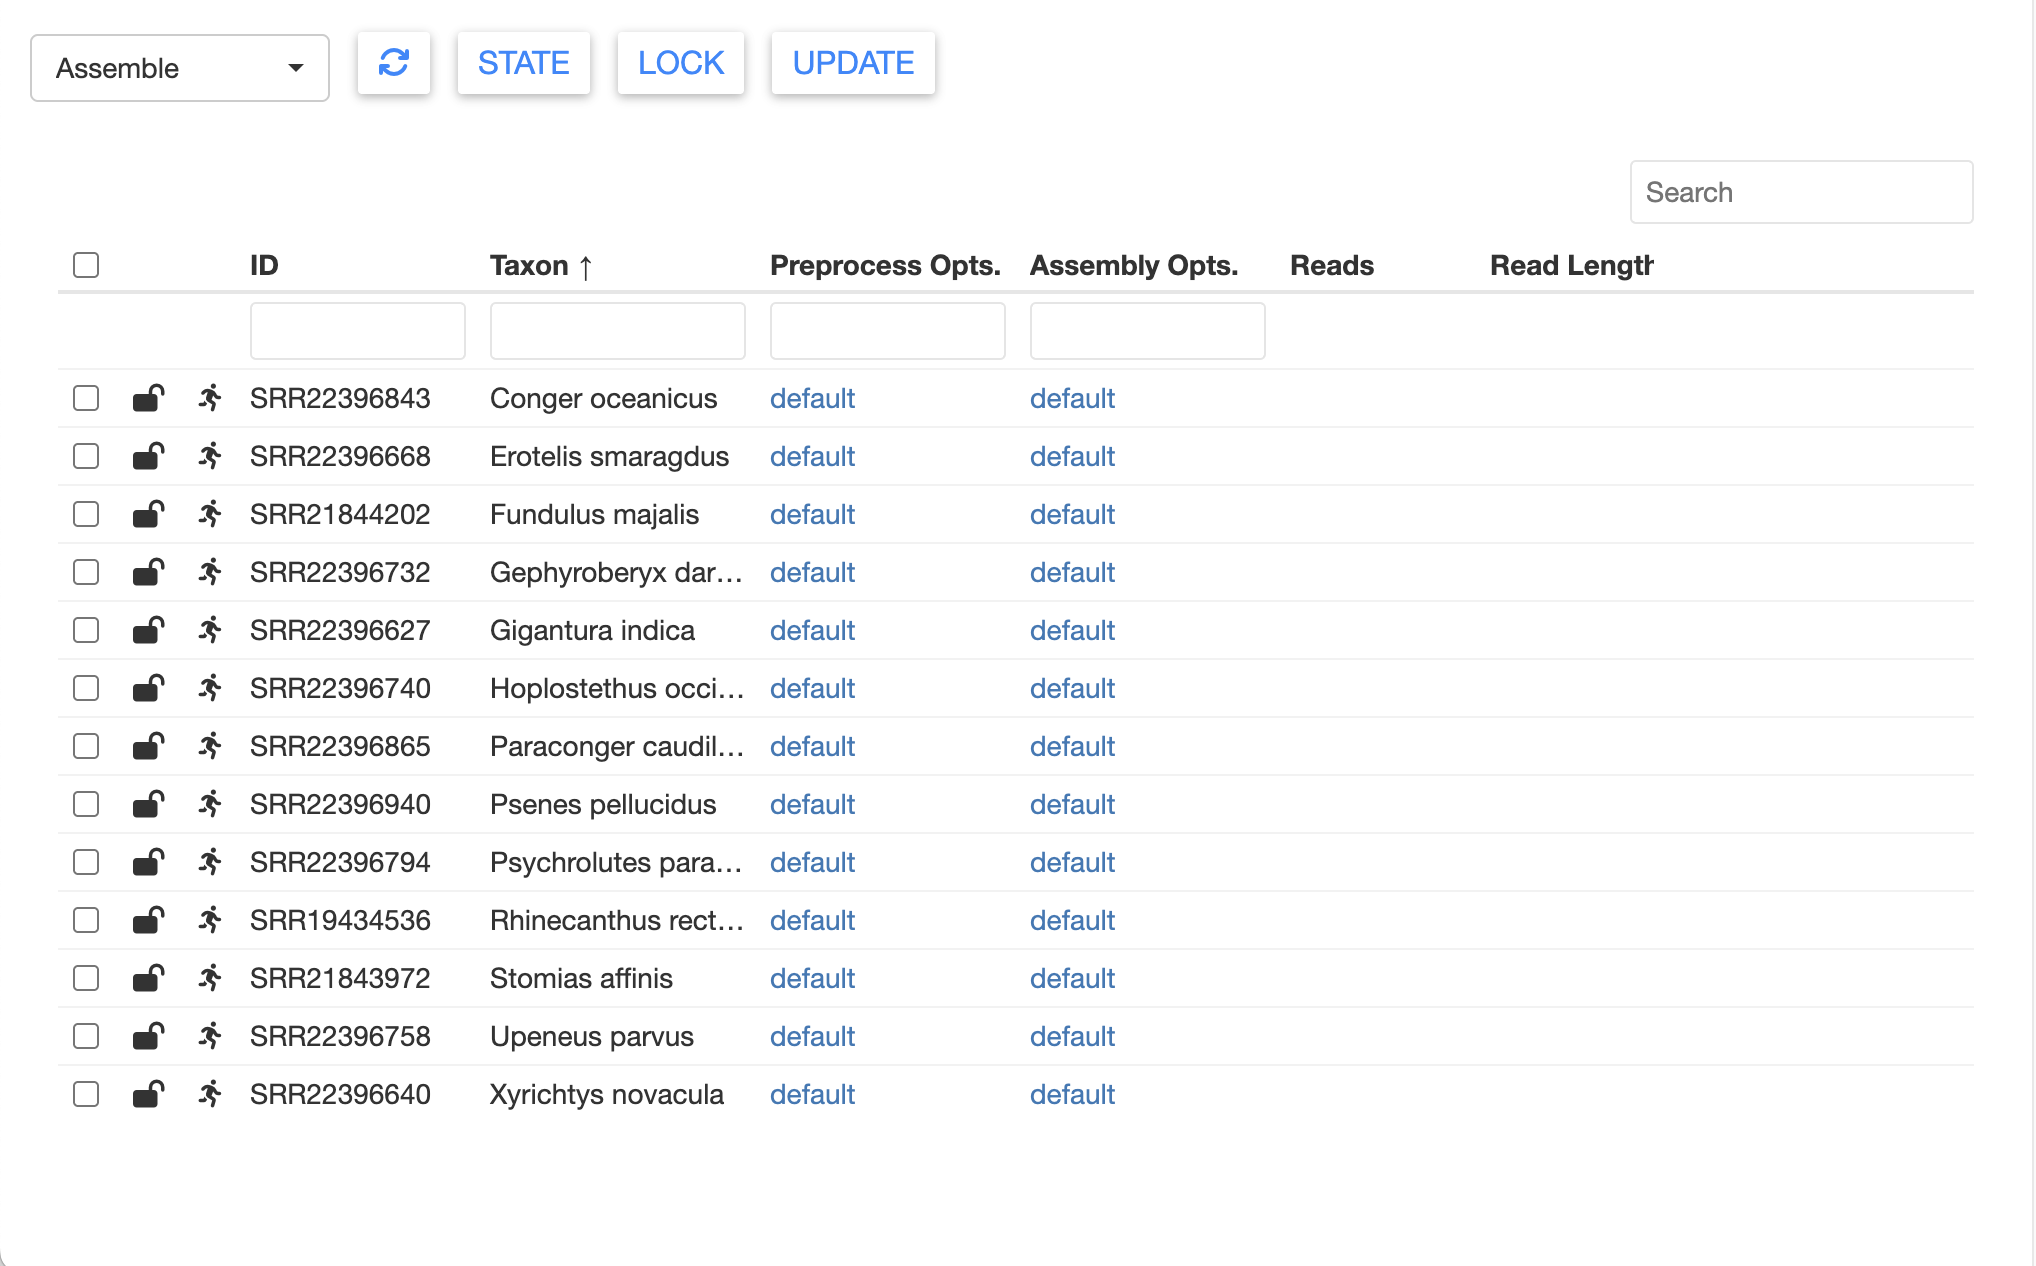 Assemble STATE LOCK UPDATE
Search
ID Taxon ↑ Preprocess Opts. Assembly Opts. Reads Read Length
SRR22396843 Conger oceanicus default default
SRR22396668 Erotelis smaragdus default default
SRR21844202 Fundulus majalis default default
SRR22396732 Gephyroberyx dar... default default
SRR22396627 Gigantura indica default default
SRR22396740 Hoplostethus occi... default default
SRR22396865 Paraconger caudil... default default
SRR22396940 Psenes pellucidus default default
SRR22396794 Psychrolutes para... default default
SRR19434536 Rhinecanthus rect... default default
SRR21843972 Stomias affinis default default
SRR22396758 Upeneus parvus default default
SRR22396640 Xyrichtys novacula default default